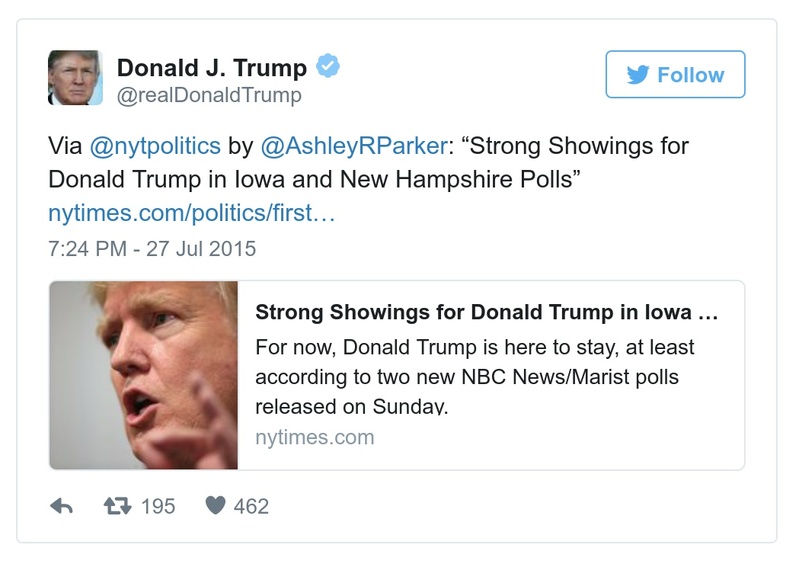 Donald J. Trump
@realDonaldTrump
Follow
Via @nytpolitics by @AshleyRParker: “Strong Showings for
Donald Trump in Iowa and New Hampshire Polls”
nytimes.com/politics/first…
7:24 PM - 27 Jul 2015
Strong Showings for Donald Trump in Iowa …
For now, Donald Trump is here to stay, at least
according to two new NBC News/Marist polls
released on Sunday.
nytimes.com
195 462